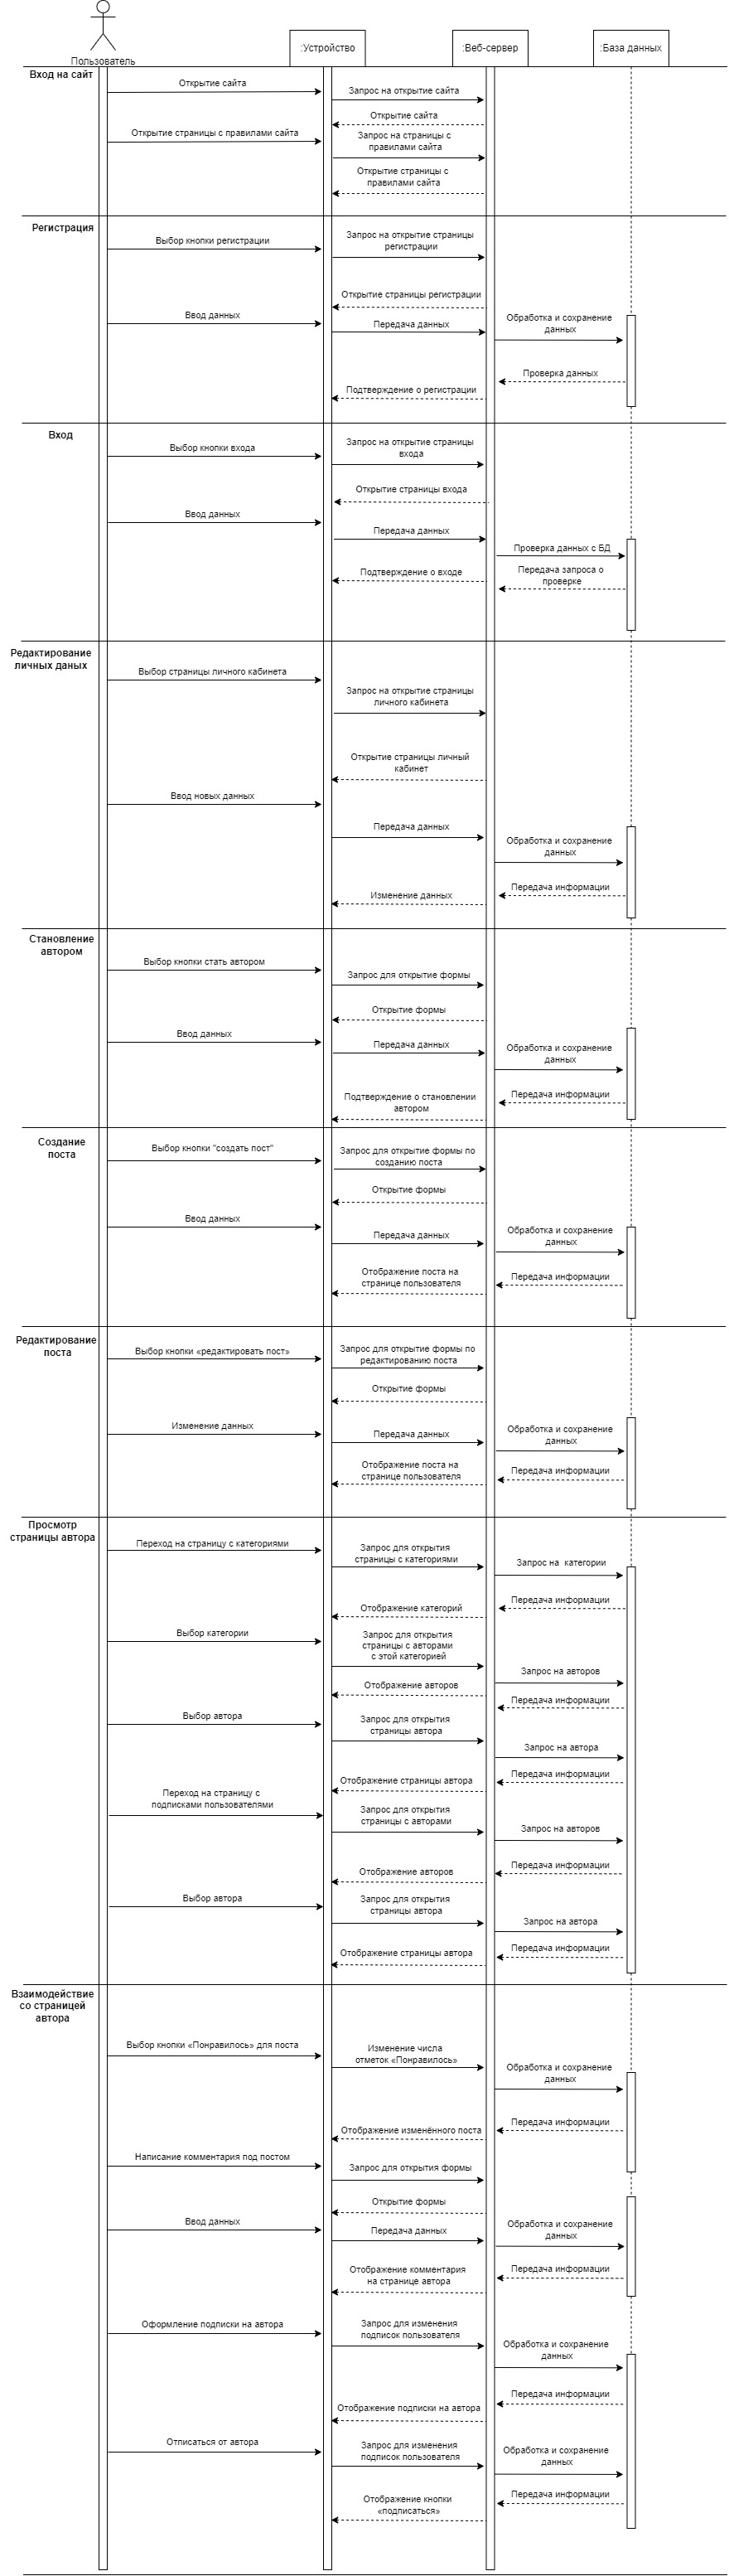 Пользователь
:Устройство
:Веб-сервер
:База данных
Вход на сайт
Открытие сайта
Запрос на открытие сайта
Открытие сайта
Открытие страницы с правилами сайта
Запрос на страницы с
правилами сайта
Открытие страницы с
правилами сайта
Регистрация
Выбор кнопки регистрации
Запрос на открытие страницы
регистрации
Открытие страницы регистрации
Ввод данных
Передача данных
Обработка и сохранение
данных
Проверка данных
Подтверждение о регистрации
Вход
Выбор кнопки входа
Запрос на открытие страницы
входа
Открытие страницы входа
Ввод данных
Передача данных
Проверка данных с БД
Подтверждение о входе
Передача запроса о
проверке
Редактирование
личных даных
Выбор страницы личного кабинета
Запрос на открытие страницы
личного кабинета
Открытие страницы личный
кабинет
Ввод новых данных
Передача данных
Обработка и сохранение
данных
Передача информации
Изменение данных
Становление
автором
Выбор кнопки стать автором
Запрос для открытие формы
Открытие формы
Ввод данных
Передача данных
Обработка и сохранение
данных
Передача информации
Подтверждение о становлении
автором
Создание
поста
Выбор кнопки "создать пост"
Запрос для открытие формы по
созданию поста
Открытие формы
Ввод данных
Передача данных
Обработка и сохранение
данных
Отображение поста на
странице пользователя
Передача информации
Редактирование
поста
Выбор кнопки «редактировать пост»
Запрос для открытие формы по
редактированию поста
Открытие формы
Изменение данных
Передача данных
Обработка и сохранение
данных
Отображение поста на
странице пользователя
Передача информации
Просмотр
страницы автора
Переход на страницу с категориями
Запрос для открытия
страницы с категориями
Запрос на категории
Передача информации
Отображение категорий
Выбор категории
Запрос для открытия
страницы с авторами
с этой категорией
Запрос на авторов
Отображение авторов
Передача информации
Выбор автора
Запрос для открытия
страницы автора
Запрос на автора
Передача информации
Отображение страницы автора
Переход на страницу с
подписками пользователями
Запрос для открытия
страницы с авторами
Запрос на авторов
Передача информации
Отображение авторов
Выбор автора
Запрос для открытия
страницы автора
Запрос на автора
Передача информации
Отображение страницы автора
Взаимодействие
со страницей
автора
Выбор кнопки «Понравилось» для поста
Изменение числа
отметок «Понравилось»
Обработка и сохранение
данных
Передача информации
Отображение изменённого поста
Написание комментария под постом
Запрос для открытия формы
Открытие формы
Ввод данных
Передача данных
Обработка и сохранение
данных
Отображение комментария
на странице автора
Передача информации
Оформление подписки на автора
Запрос для изменения
подписок пользователя
Обработка и сохранение
данных
Передача информации
Отображение подписки на автора
Отписаться от автора
Запрос для изменения
подписок пользователя
Обработка и сохранение
данных
Передача информации
Отображение кнопки
«подписаться»